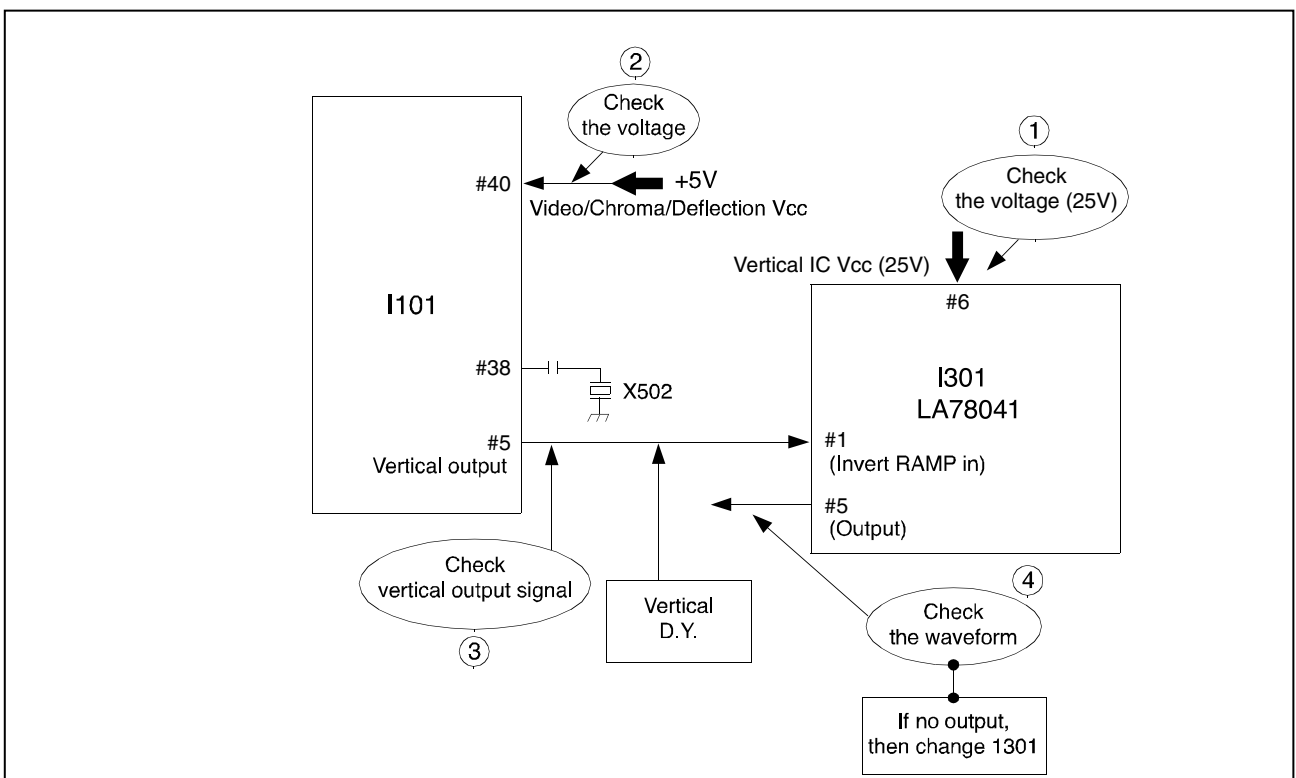 2
Check
the voltage
#40
+5V
Video/Chroma/Deflection Vcc
1
Check
the voltage (25V)
Vertical IC Vcc (25V)
#6
I101
I301
LA78041
#38
X502
#5
Vertical output
#1
(Invert RAMP in)
#5
(Output)
Check
vertical output signal
3
Vertical
D.Y.
4
Check
the waveform
If no output,
then change 1301